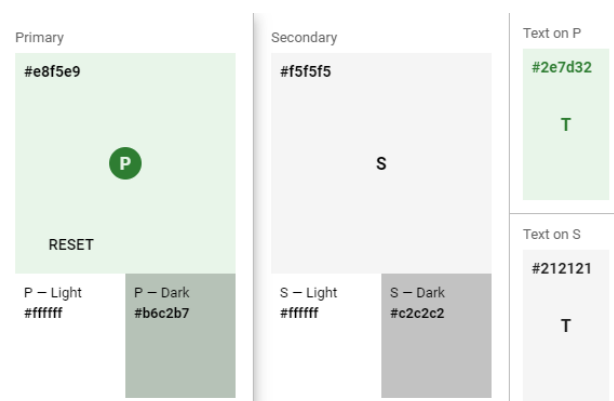 Primary
#e8f5e9
P
RESET
P — Light
#ffffff
P — Dark
#b6c2b7
Secondary
#f5f5f5
S
S — Light
#ffffff
S — Dark
#c2c2c2
Text on P
#2e7d32
T
Text on S
#212121
T